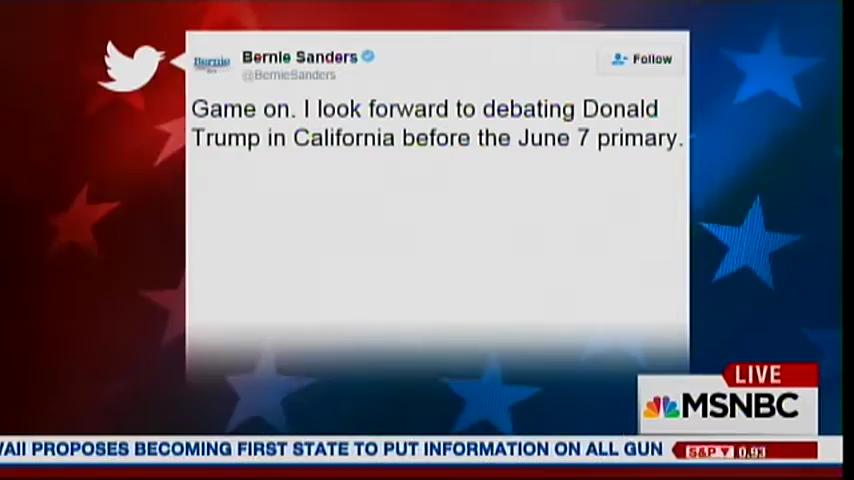 Bernie Sanders
Follow
@BernieSanders
Bernie
Game on. I look forward to debating Donald
Trump in California before the June 7 primary.
LIVE
MSNBC
AII PROPOSES BECOMING FIRST STATE TO PUT INFORMATION ON ALL GUN
S&P ▼ 0.93